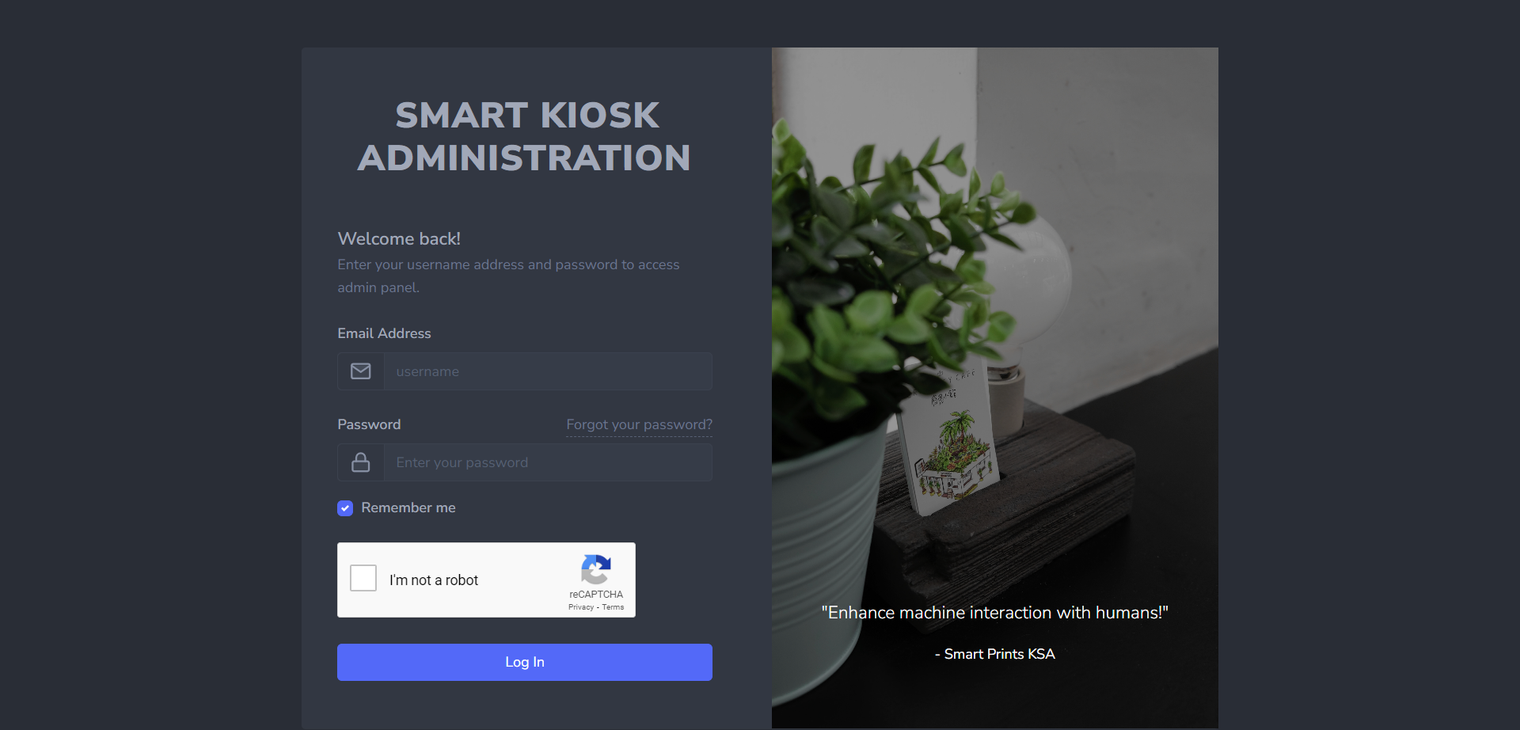 SMART KIOSK
ADMINISTRATION
Welcome back!
Enter your username address and password to access
admin panel.
Email Address
username
Password
Forgot your password?
Enter your password
Remember me
I'm not a robot
reCAPTCHA
Privacy - Terms
Log In
"Enhance machine interaction with humans!"
- Smart Prints KSA